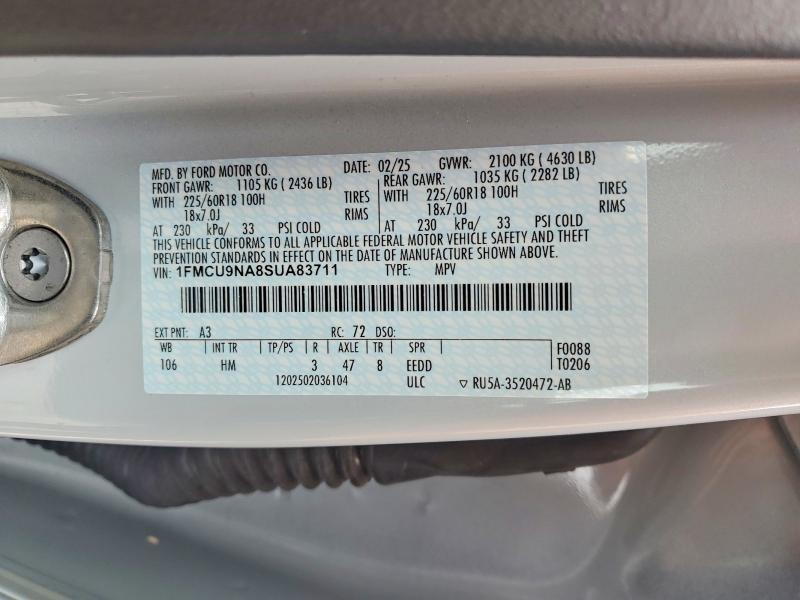 MFD. BY FORD MOTOR CO. DATE: 02/25 GVWR: 2100 KG ( 4630 LB)
FRONT GAWR: 1105 KG ( 2436 LB) REAR GAWR: 1035 KG ( 2282 LB)
WITH 225/60R18 100H TIRES WITH 225/60R18 100H TIRES
18x7.0J RIMS 18x7.0J RIMS
AT 230 kPa/ 33 PSI COLD AT 230 kPa/ 33 PSI COLD
THIS VEHICLE CONFORMS TO ALL APPLICABLE FEDERAL MOTOR VEHICLE SAFETY AND THEFT
PREVENTION STANDARDS IN EFFECT ON THE DATE OF MANUFACTURE SHOWN ABOVE.
VIN: 1FMCU9NA8SUA83711 TYPE: MPV
EXT PNT: A3 RC: 72 DSO:
WB INT TR TP/PS R AXLE TR SPR F0088
106 HM 3 47 8 EEDD T0206
1202502036104 ULC ▽ RU5A-3520472-AB